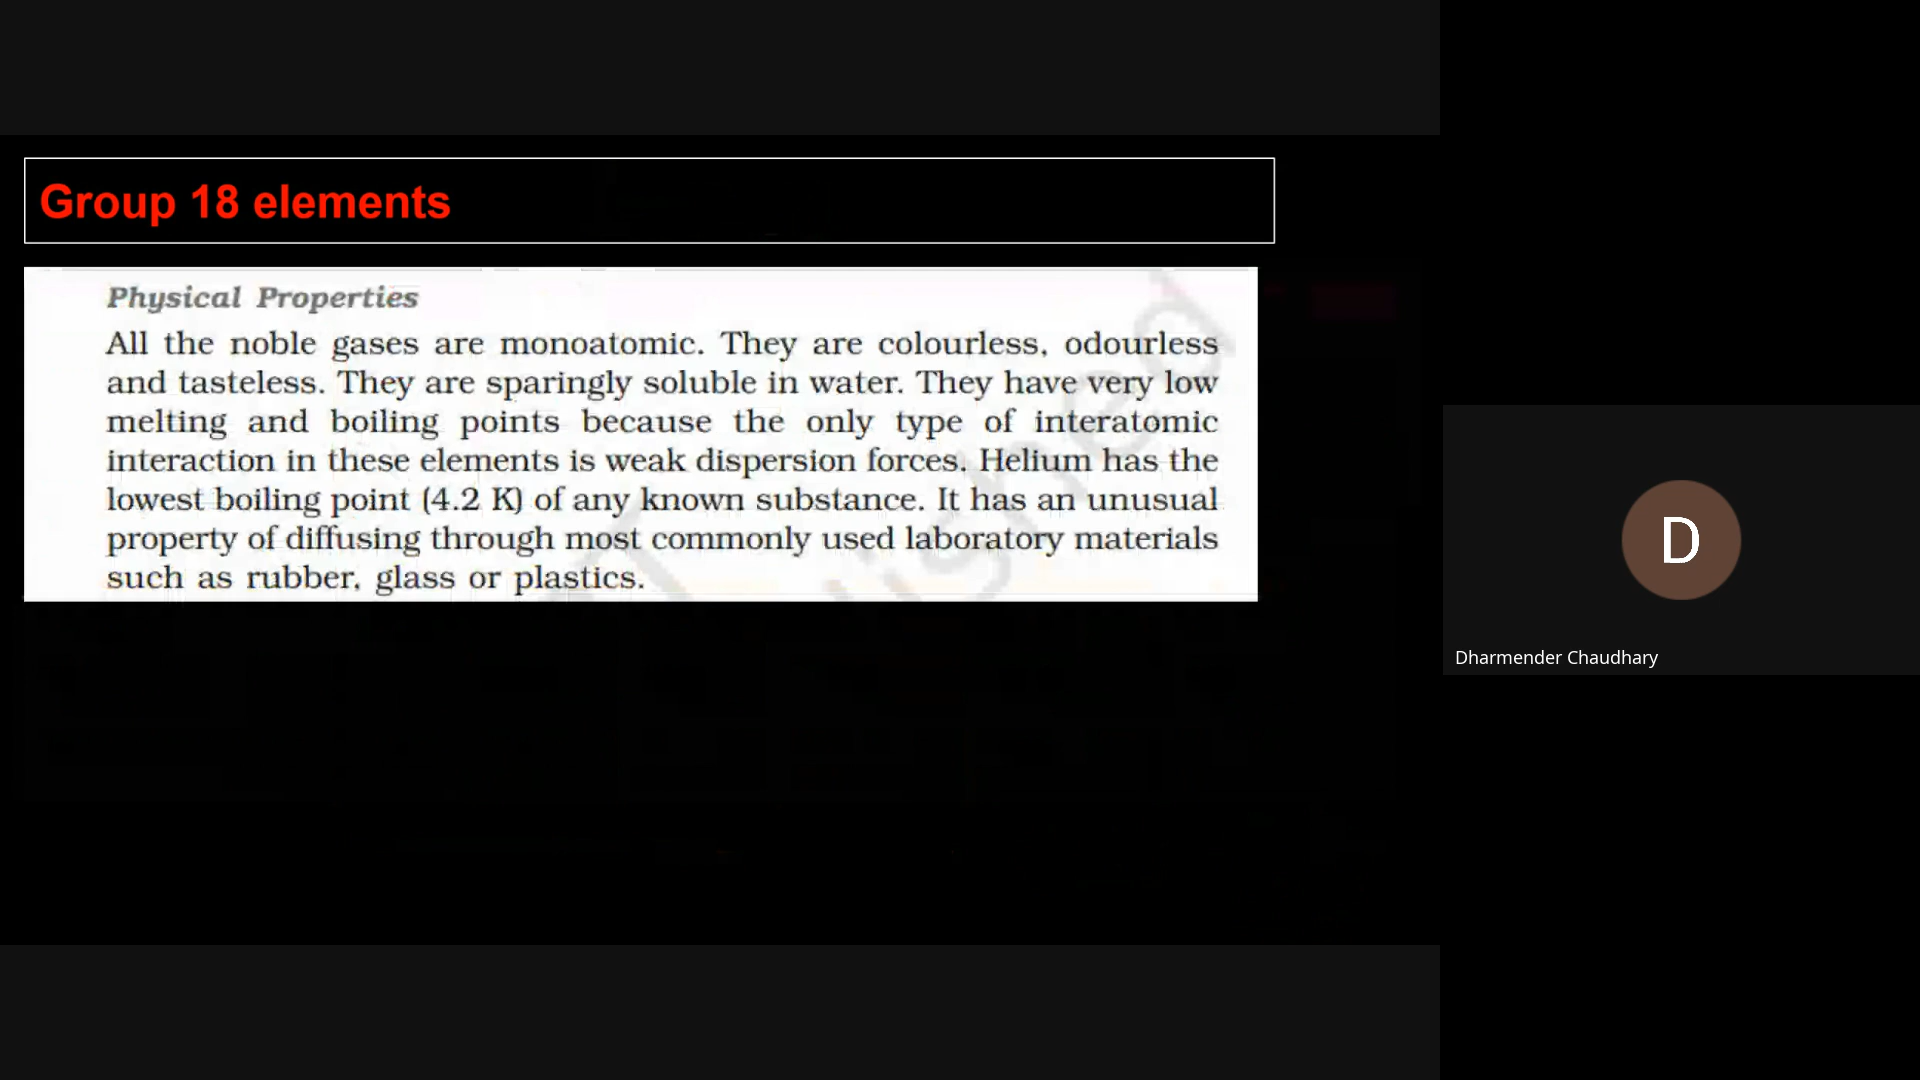 Group 18 elements
Physical Properties
All the noble gases are monoatomic. They are colourless, odourless
and tasteless. They are sparingly soluble in water. They have very low
melting and boiling points because the only type of interatomic
interaction in these elements is weak dispersion forces. Helium has the
lowest boiling point (4.2 K) of any known substance. It has an unusual
property of diffusing through most commonly used laboratory materials
such as rubber, glass or plastics.
D
Dharmender Chaudhary